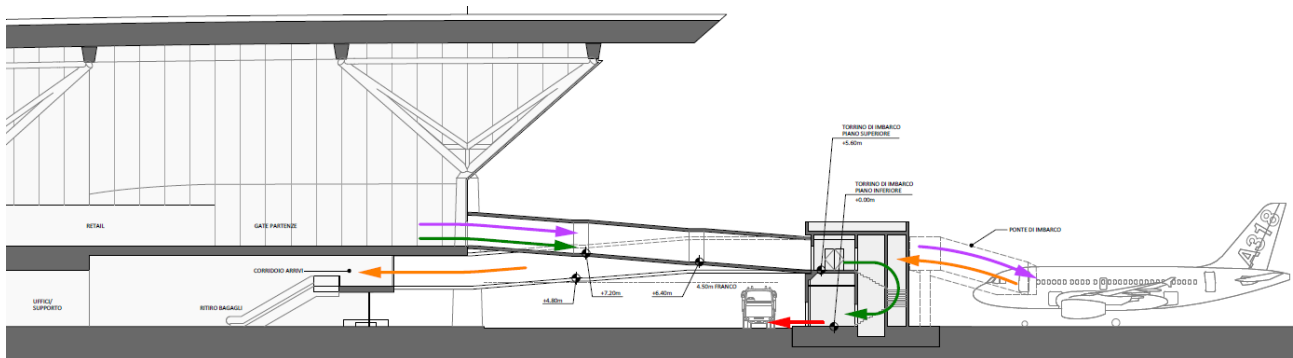 TORRINO DI IMBARCO
PIANO SUPERIORE
+5.60m
TORRINO DI IMBARCO
PIANO INFERIORE
+0.00m
RETAIL
GATE PARTENZE
PONTE DI IMBARCO
A318
CORRIDOIO ARRIVI
UFFICI/
SUPPORTO
RITIRO BAGAGLI
+4.80m
+7.20m
+6.40m
4.50m FRANCO